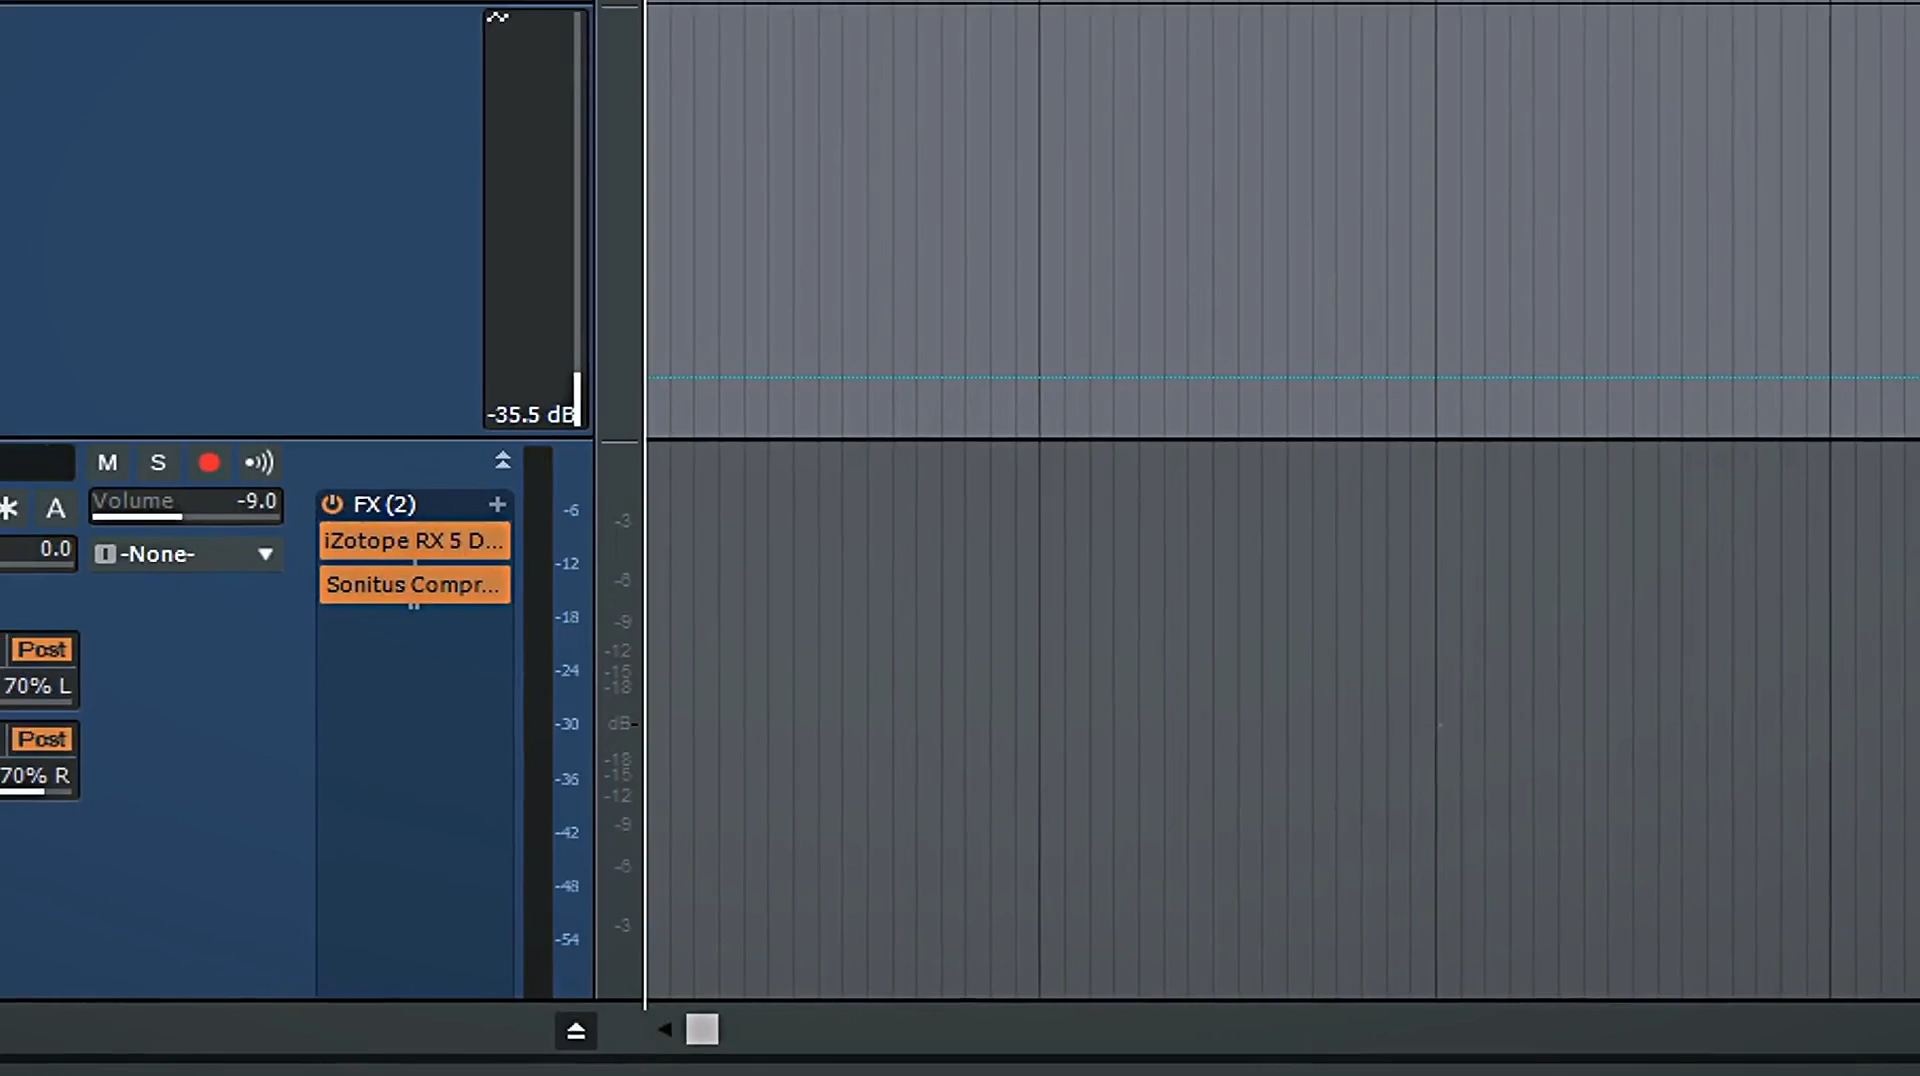 -35.5 dB
M S
A Volume -9.0
0.0
-None-
FX (2) +
iZotope RX 5 D...
Sonitus Compr...
Post
70% L
Post
70% R
-6
-12
-18
-24
-30
-36
-42
-48
-54
-3
-6
-9
-12
-15
-18
dB-
-18
-15
-12
-9
-6
-3